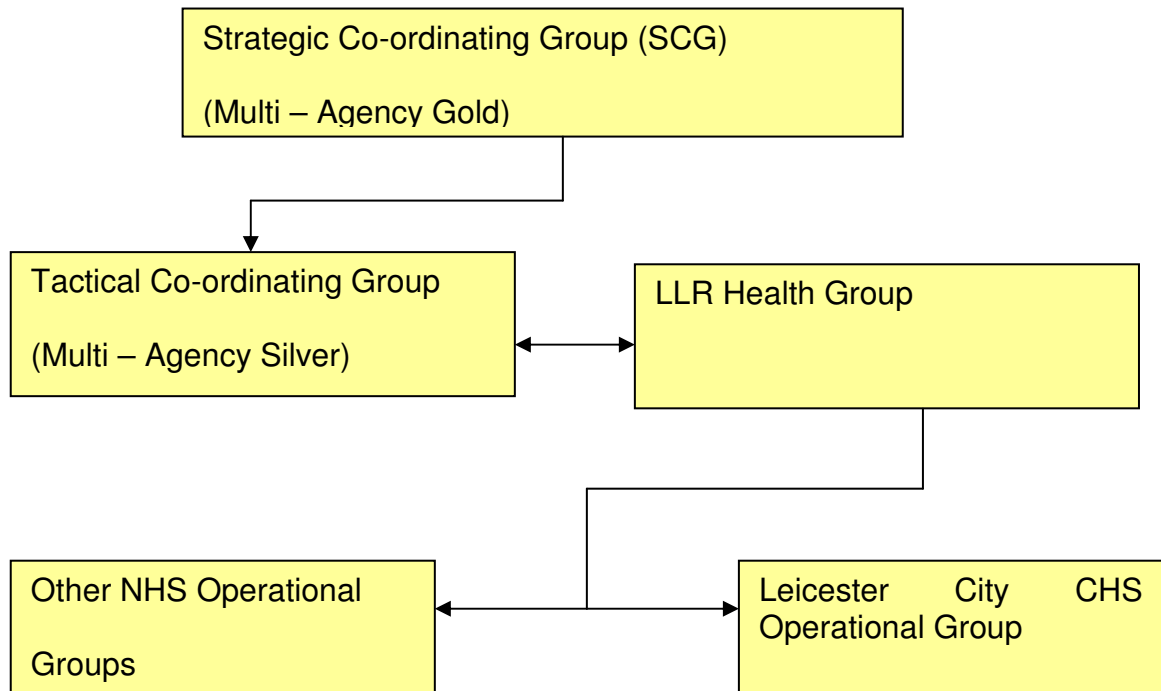 Strategic Co-ordinating Group (SCG)
(Multi – Agency Gold)
Tactical Co-ordinating Group
(Multi – Agency Silver)
LLR Health Group
Other NHS Operational
Groups
Leicester City CHS
Operational Group